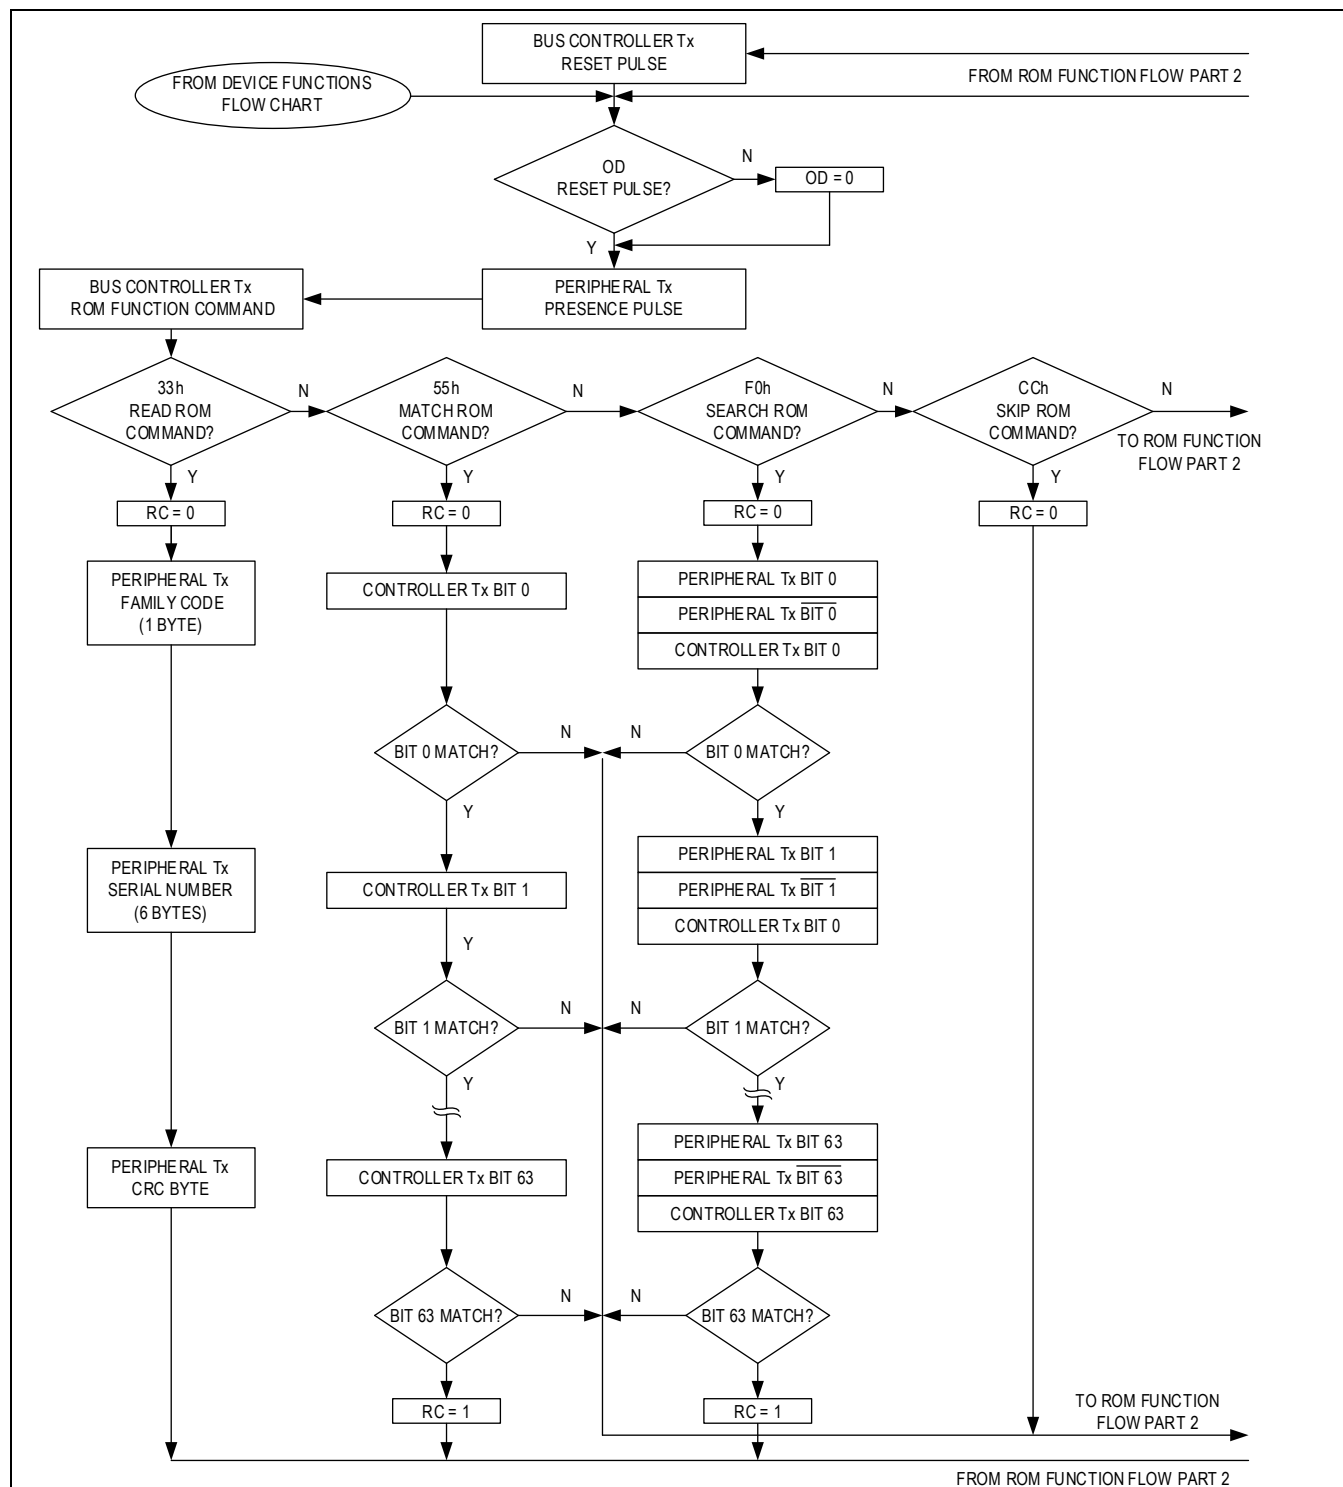 BUS CONTROLLER Tx
RESET PULSE
FROM ROM FUNCTION FLOW PART 2
FROM DEVICE FUNCTIONS
FLOW CHART
OD
RESET PULSE?
N
OD = 0
Y
BUS CONTROLLER Tx
ROM FUNCTION COMMAND
PERIPHERAL Tx
PRESENCE PULSE
33h
READ ROM
COMMAND?
N
55h
MATCH ROM
COMMAND?
N
F0h
SEARCH ROM
COMMAND?
N
CCh
SKIP ROM
COMMAND?
N
TO ROM FUNCTION
FLOW PART 2
Y
Y
Y
Y
RC = 0
RC = 0
RC = 0
RC = 0
PERIPHERAL Tx
FAMILY CODE
(1 BYTE)
CONTROLLER Tx BIT 0
PERIPHERAL Tx BIT 0
PERIPHERAL Tx BIT 0
CONTROLLER Tx BIT 0
BIT 0 MATCH?
N
N
BIT 0 MATCH?
Y
Y
PERIPHERAL Tx
SERIAL NUMBER
(6 BYTES)
CONTROLLER Tx BIT 1
PERIPHERAL Tx BIT 1
PERIPHERAL Tx BIT 1
CONTROLLER Tx BIT 0
Y
BIT 1 MATCH?
N
N
BIT 1 MATCH?
Y
Y
PERIPHERAL Tx
CRC BYTE
CONTROLLER Tx BIT 63
PERIPHERAL Tx BIT 63
PERIPHERAL Tx BIT 63
CONTROLLER Tx BIT 63
BIT 63 MATCH?
N
N
BIT 63 MATCH?
Y
Y
RC = 1
RC = 1
TO ROM FUNCTION
FLOW PART 2
FROM ROM FUNCTION FLOW PART 2